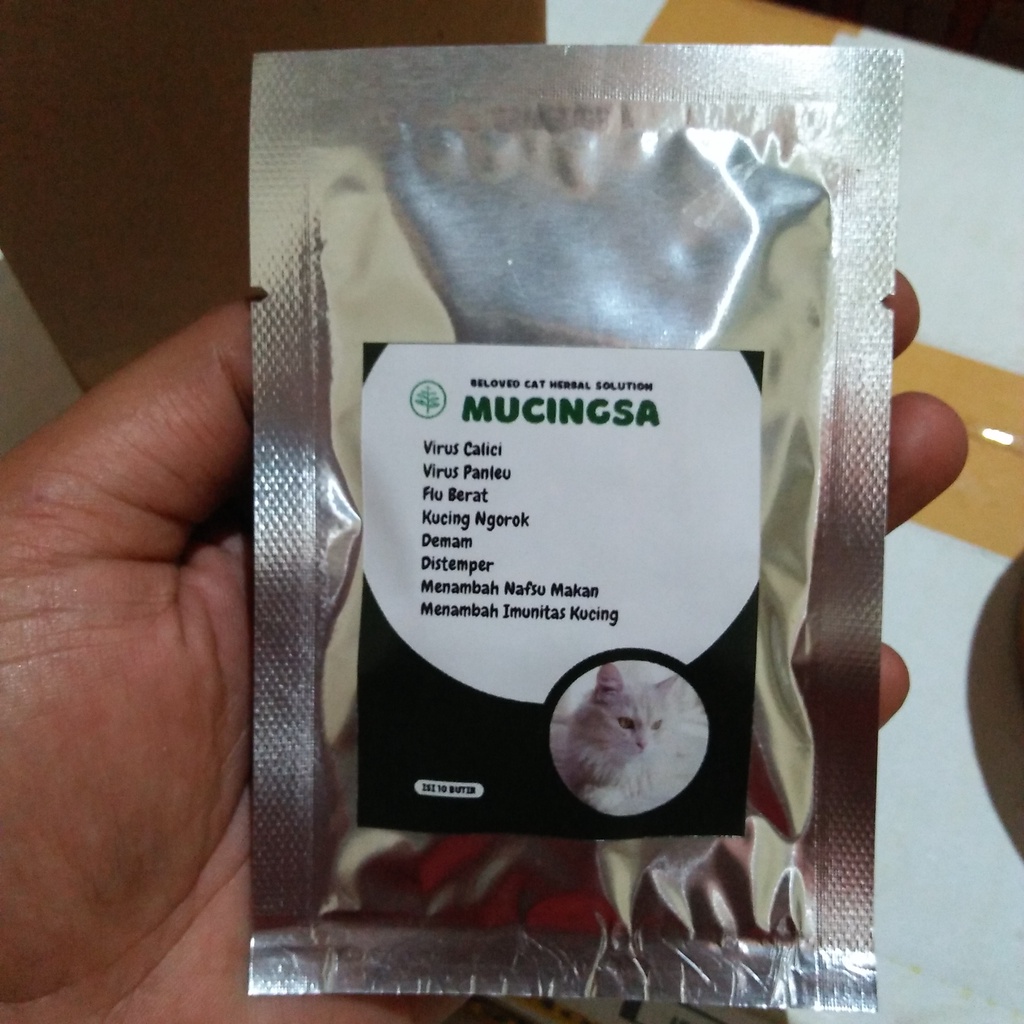 BELOVED CAT HERBAL SOLUTION
MUCINGSA
Virus Calici
Virus Panleu
Flu Berat
Kucing Ngorok
Demam
Distemper
Menambah Nafsu Makan
Menambah Imunitas Kucing
ISI 10 BUTIR